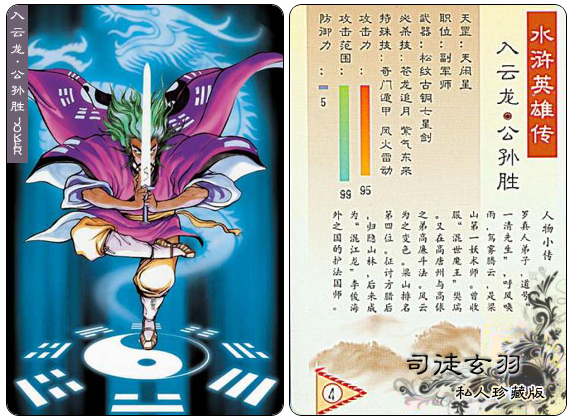 入云龙·公孙胜 JOKER
水浒英雄传
入云龙·公孙胜
天罡：天闲星
职位：副军师
武器：松纹古铜七星剑
必杀技：苍龙追月 紫气东来
特殊技：奇门遁甲 风火雷动
攻击力：95
攻击范围：99
防御力：5
人物小传
罗真人弟子，道号
“一清先生”，呼风唤
雨，驾雾腾云，是梁
山第一妖术师。曾收
服“混世魔王”樊瑞
。又在高唐州与高俅
之弟高廉斗法，风云
为之变色。梁山排名
第四位。征讨方腊后
，归隐山林，后来成
为“混江龙”李俊海
外之国的护法国师。
4
司徒玄羽
私人珍藏版